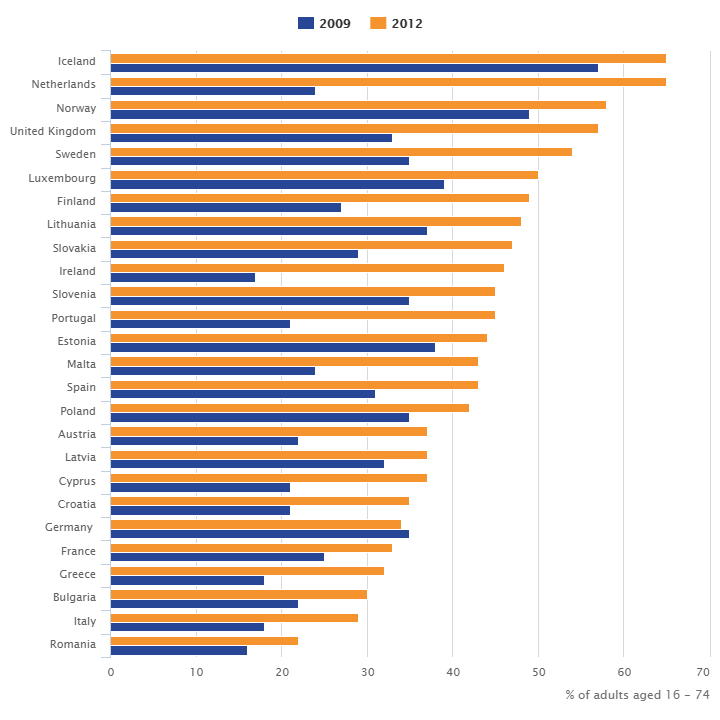 2009 2012
Iceland
Netherlands
Norway
United Kingdom
Sweden
Luxembourg
Finland
Lithuania
Slovakia
Ireland
Slovenia
Portugal
Estonia
Malta
Spain
Poland
Austria
Latvia
Cyprus
Croatia
Germany
France
Greece
Bulgaria
Italy
Romania
0 10 20 30 40 50 60 70
% of adults aged 16 – 74